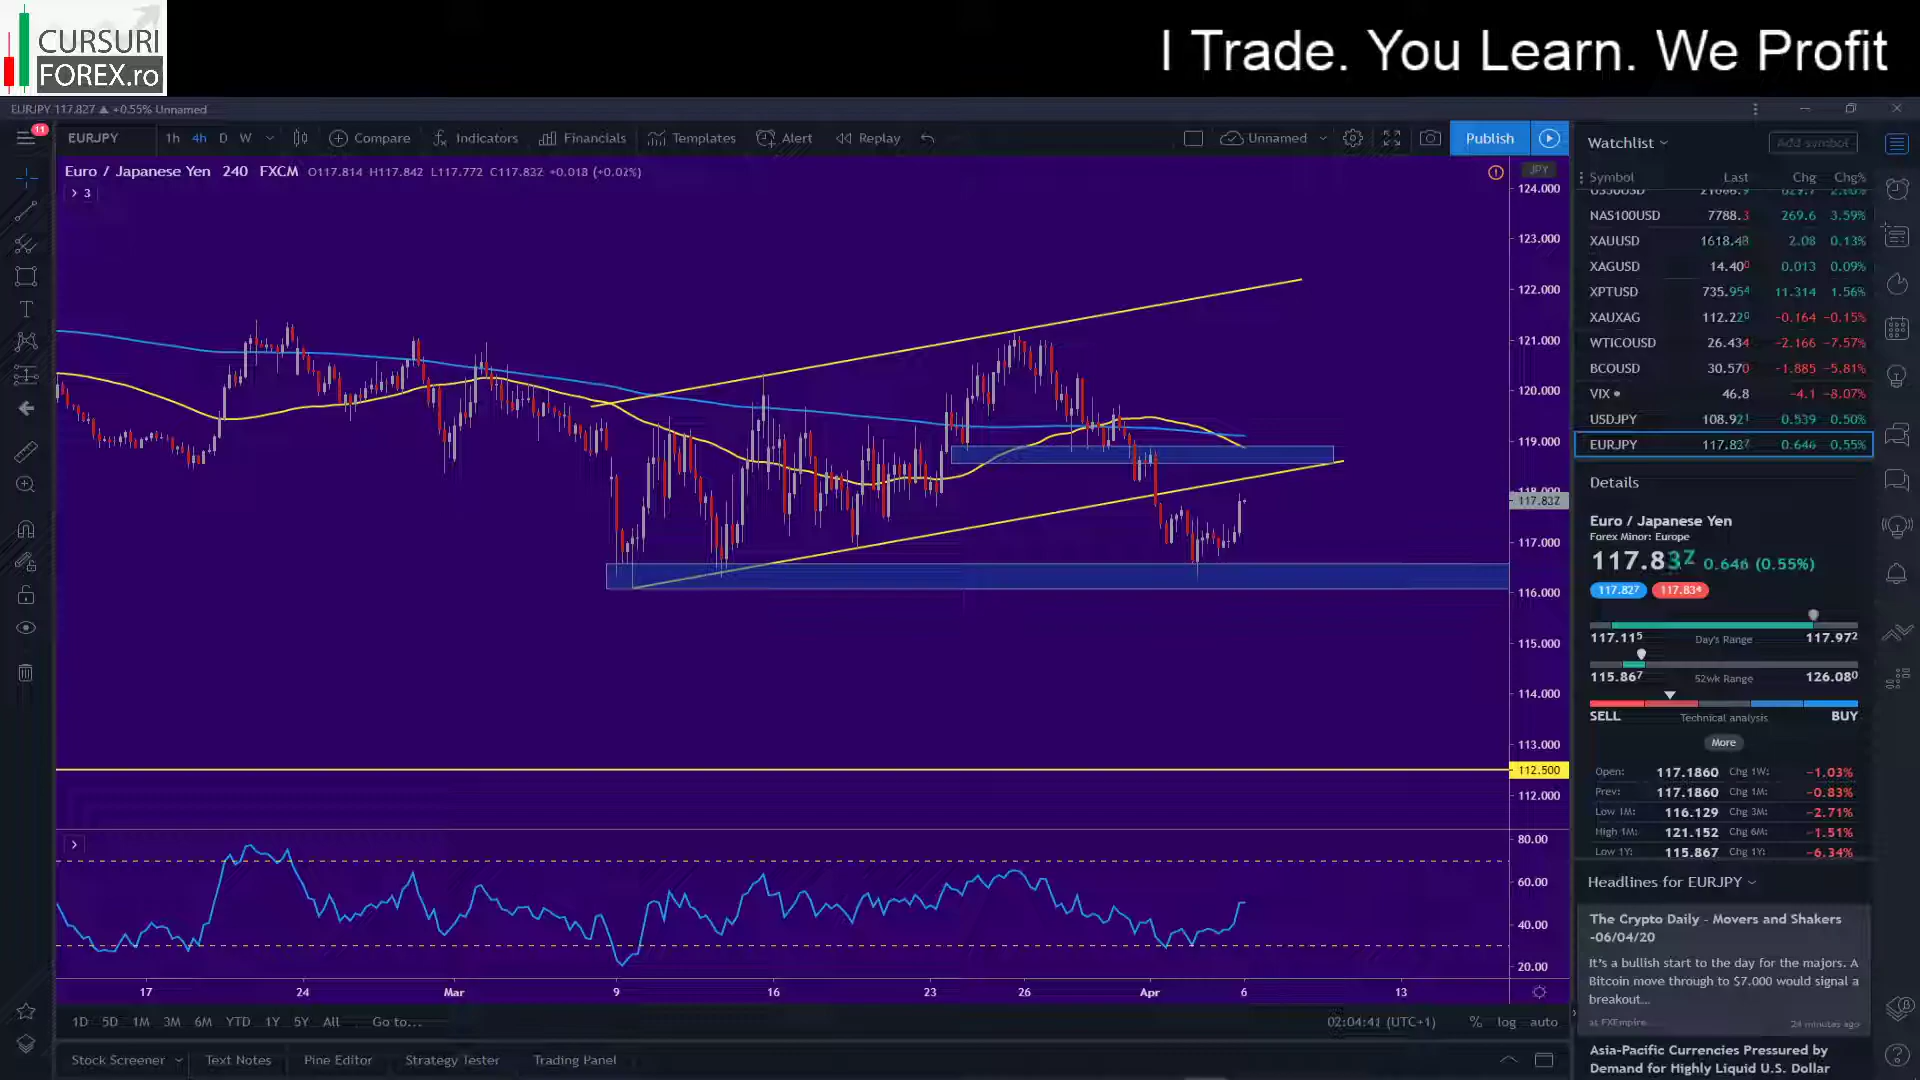 CURSURI
FOREX.ro
I Trade. You Learn. We Profit
EURJPY 117.827 ▲ +0.55% Unnamed
11
EURJPY
1h 4h D W
Compare
Indicators
Financials
Templates
Alert
Replay
Unnamed
Publish
Euro / Japanese Yen 240 FXCM O117.814 H117.842 L117.772 C117.837 +0.018 (+0.02%)
3
JPY
124.000
123.000
122.000
121.000
120.000
119.000
117.837
117.000
116.000
115.000
114.000
113.000
112.500
112.000
80.00
60.00
40.00
20.00
17 24 Mar 9 16 23 26 Apr 6 13
1D 5D 1M 3M 6M YTD 1Y 5Y All Go to...
02:04:41 (UTC+1) % log auto
Stock Screener Text Notes Pine Editor Strategy Tester Trading Panel
Watchlist
Add symbol
Symbol Last Chg Chg%
NAS100USD 7788.3 269.6 3.59%
XAUUSD 1618.48 2.08 0.13%
XAGUSD 14.400 0.013 0.09%
XPTUSD 735.954 11.314 1.56%
XAUXAG 112.220 −0.164 −0.15%
WTICOUSD 26.434 −2.166 −7.57%
BCOUSD 30.570 −1.885 −5.81%
VIX 46.8 −4.1 −8.07%
USDJPY 108.921 0.539 0.50%
EURJPY 117.837 0.646 0.55%
Details
Euro / Japanese Yen
Forex Minor: Europe
117.837 0.646 (0.55%)
117.827 117.834
117.115 Day's Range 117.972
115.867 52wk Range 126.080
SELL Technical analysis BUY
More
Open: 117.1860 Chg 1W: −1.03%
Prev: 117.1860 Chg 1M: −0.83%
Low 1M: 116.129 Chg 3M: −2.71%
High 1M: 121.152 Chg 6M: −1.51%
Low 1Y: 115.867 Chg 1Y: −6.34%
Headlines for EURJPY
The Crypto Daily - Movers and Shakers
-06/04/20
It's a bullish start to the day for the majors. A
Bitcoin move through to $7,000 would signal a
breakout...
at FXEmpire 24 minutes ago
Asia-Pacific Currencies Pressured by
Demand for Highly Liquid U.S. Dollar